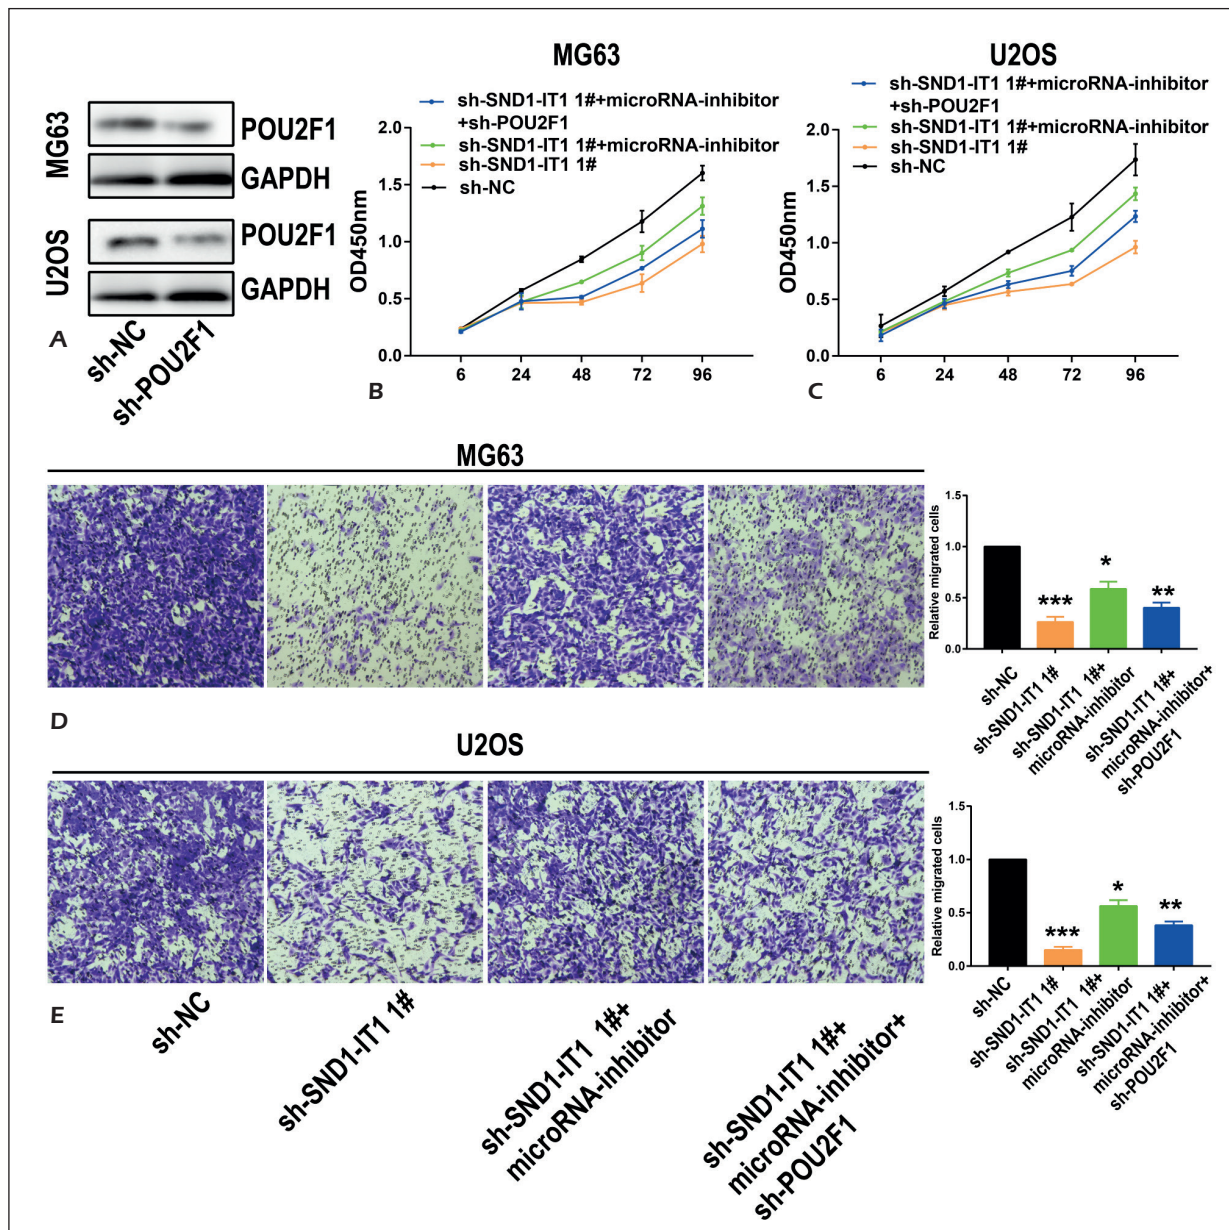 MG63
POU2F1
GAPDH
U2OS
POU2F1
GAPDH
A
sh-NC
sh-POU2F1
MG63
sh-SND1-IT1 1#+microRNA-inhibitor
+sh-POU2F1
sh-SND1-IT1 1#+microRNA-inhibitor
sh-SND1-IT1 1#
sh-NC
OD450nm
2.0
1.5
1.0
0.5
0.0
6 24 48 72 96
B
U2OS
sh-SND1-IT1 1#+microRNA-inhibitor
+sh-POU2F1
sh-SND1-IT1 1#+microRNA-inhibitor
sh-SND1-IT1 1#
sh-NC
OD450nm
2.0
1.5
1.0
0.5
0.0
6 24 48 72 96
C
MG63
D
Relative migrated cells
1.5
1.0
0.5
0.0
***
*
**
sh-NC
sh-SND1-IT1 1#
sh-SND1-IT1 1#+
microRNA-inhibitor
sh-SND1-IT1 1#+
microRNA-inhibitor+
sh-POU2F1
U2OS
E
sh-NC
sh-SND1-IT1 1#
sh-SND1-IT1 1#+
microRNA-inhibitor
sh-SND1-IT1 1#+
microRNA-inhibitor+
sh-POU2F1
Relative migrated cells
1.5
1.0
0.5
0.0
***
*
**
sh-NC
sh-SND1-IT1 1#
sh-SND1-IT1 1#+
microRNA-inhibitor
sh-SND1-IT1 1#+
microRNA-inhibitor+
sh-POU2F1